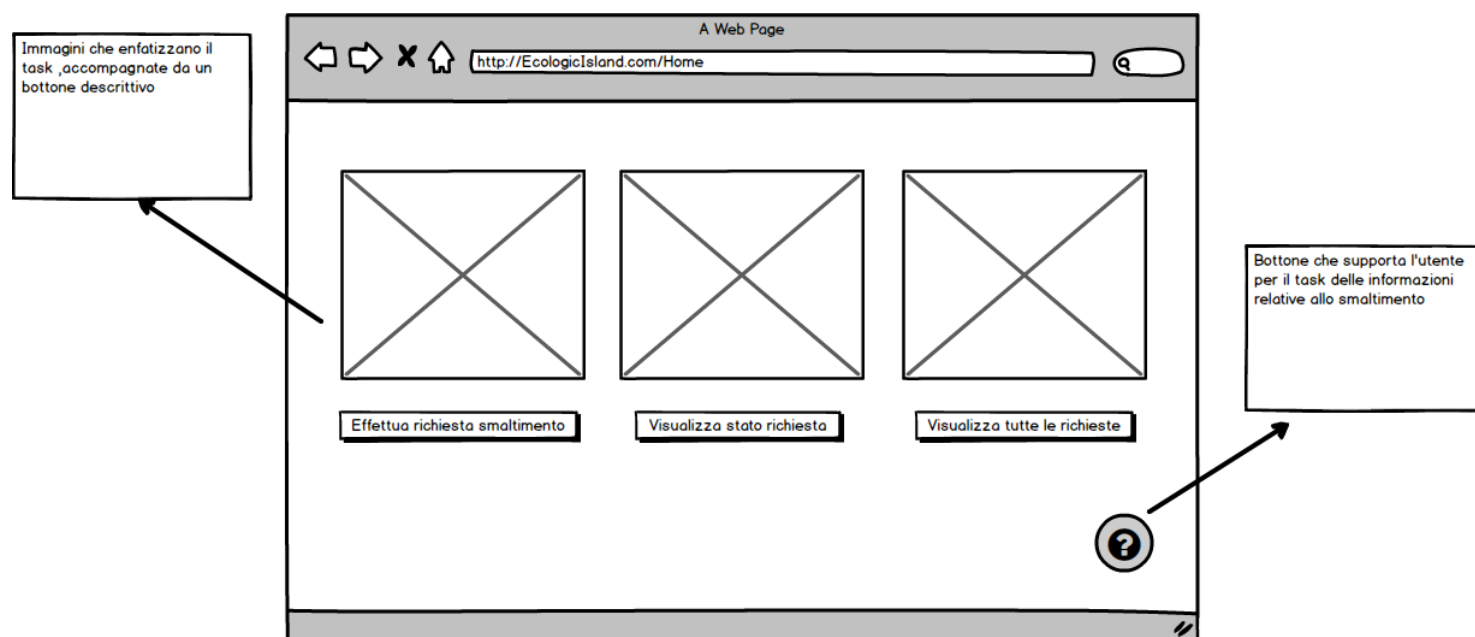 A Web Page
http://EcologicIsland.com/Home
Immagini che enfatizzano il
task ,accompagnate da un
bottone descrittivo
Bottone che supporta l'utente
per il task delle informazioni
relative allo smaltimento
Effettua richiesta smaltimento
Visualizza stato richiesta
Visualizza tutte le richieste
?